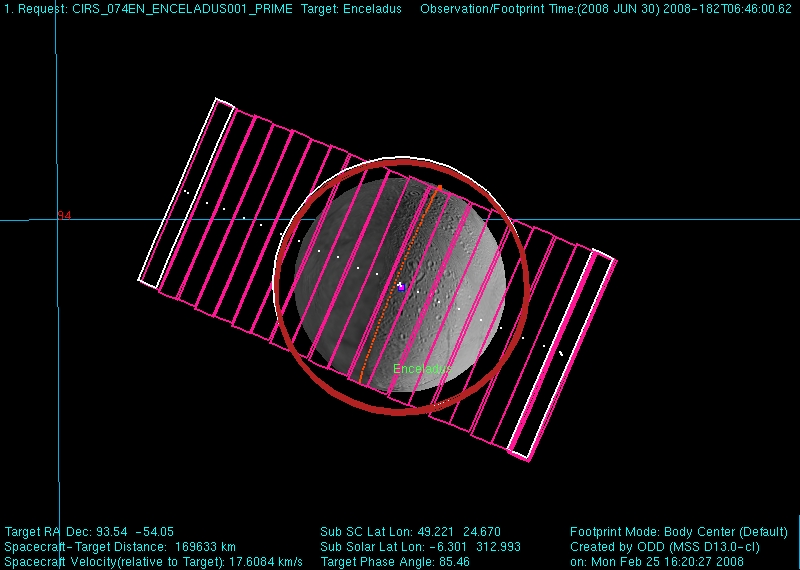 1. Request: CIRS_074EN_ENCELADUS001_PRIME Target: Enceladus Observation/Footprint Time:(2008 JUN 30) 2008-182T06:46:00.62
94
Enceladus
Target RA Dec: 93.54 -54.05 Sub SC Lat Lon: 49.221 24.670 Footprint Mode: Body Center (Default)
Spacecraft-Target Distance: 169633 km Sub Solar Lat Lon: -6.301 312.993 Created by ODD (MSS D13.0-cl)
Spacecraft Velocity(relative to Target): 17.6084 km/s Target Phase Angle: 85.46 on: Mon Feb 25 16:20:27 2008